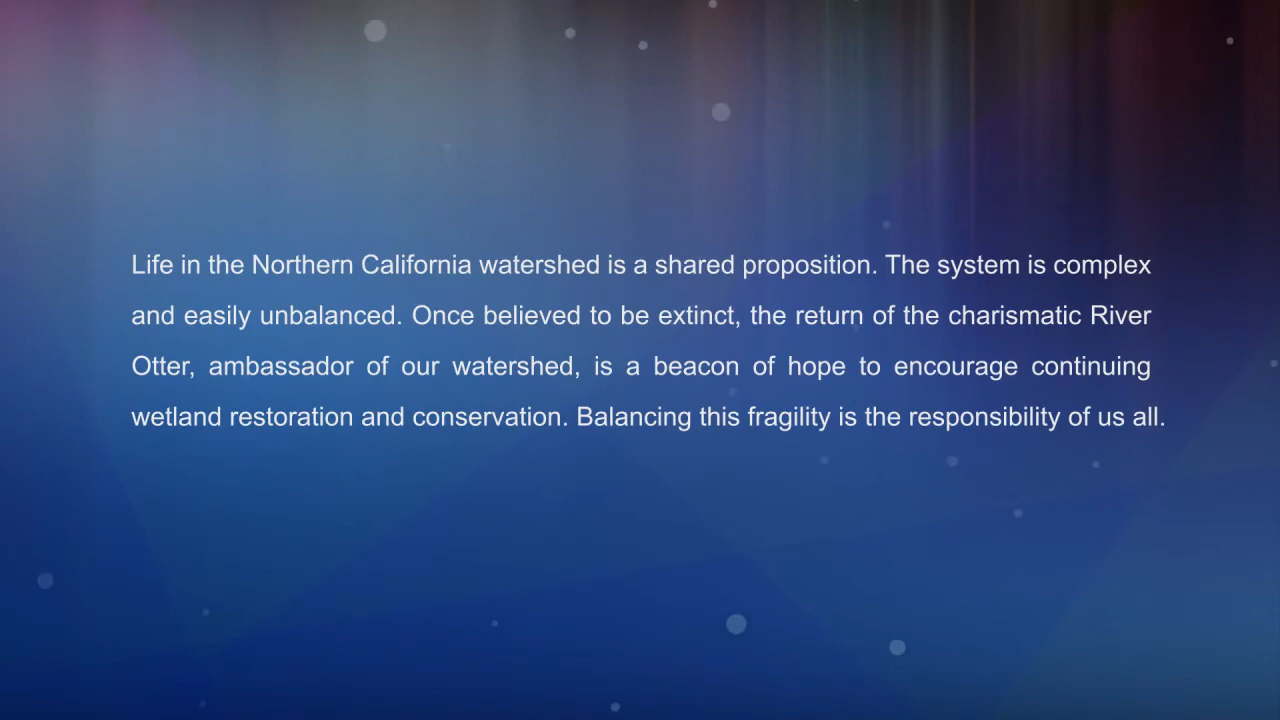 Life in the Northern California watershed is a shared proposition. The system is complex
and easily unbalanced. Once believed to be extinct, the return of the charismatic River
Otter, ambassador of our watershed, is a beacon of hope to encourage continuing
wetland restoration and conservation. Balancing this fragility is the responsibility of us all.